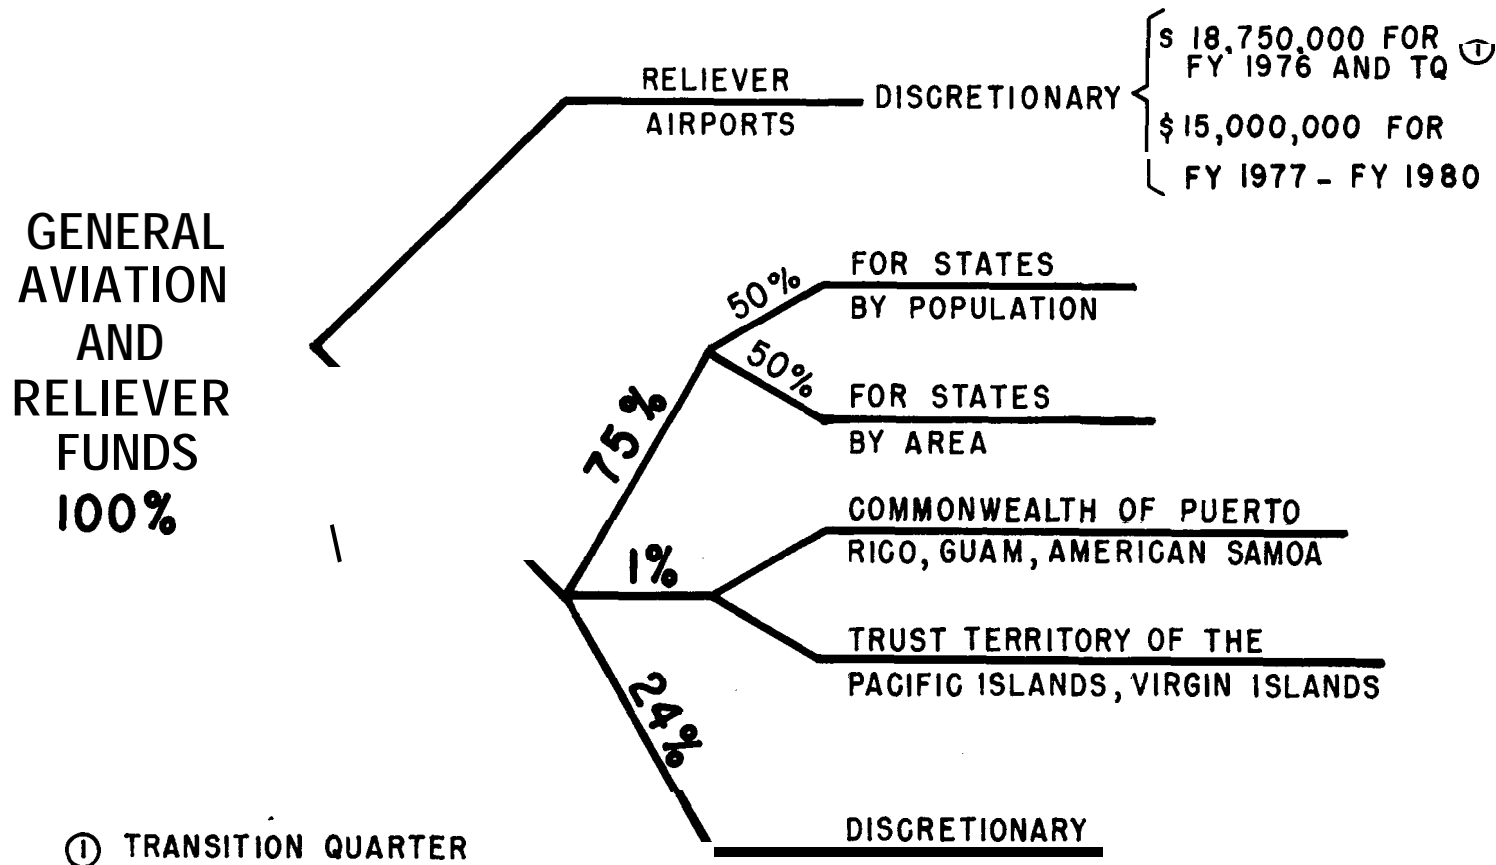 GENERAL
AVIATION
AND
RELIEVER
FUNDS
100%
RELIEVER
AIRPORTS
DISCRETIONARY
$ 18,750,000 FOR
FY 1976 AND TQ ①
$15,000,000 FOR
FY 1977 - FY 1980
75%
50%
FOR STATES
BY POPULATION
50%
FOR STATES
BY AREA
1%
COMMONWEALTH OF PUERTO
RICO, GUAM, AMERICAN SAMOA
TRUST TERRITORY OF THE
PACIFIC ISLANDS, VIRGIN ISLANDS
24%
DISCRETIONARY
① TRANSITION QUARTER